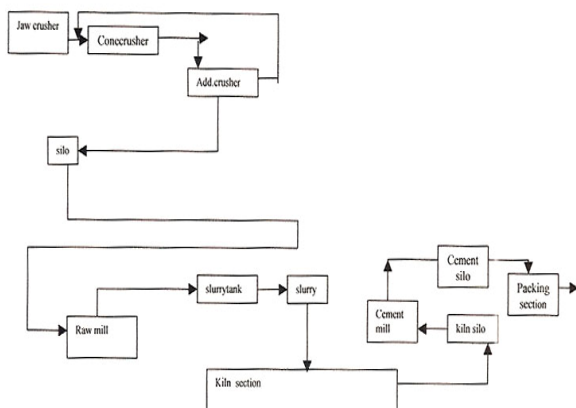 Jaw crusher
Conecrusher
Add.crusher
silo
Raw mill
slurrytank
slurry
Kiln section
kiln silo
Cement
mill
Cement
silo
Packing
section